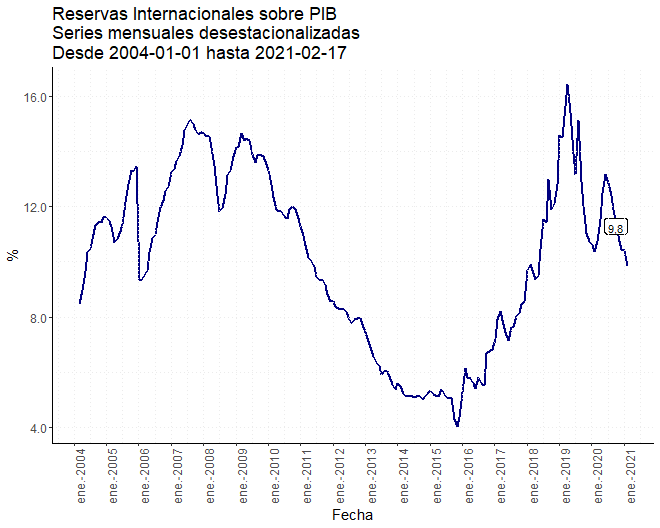 Reservas Internacionales sobre PIB
Series mensuales desestacionalizadas
Desde 2004-01-01 hasta 2021-02-17
%
16.0
12.0
8.0
4.0
9.8
ene.-2004
ene.-2005
ene.-2006
ene.-2007
ene.-2008
ene.-2009
ene.-2010
ene.-2011
ene.-2012
ene.-2013
ene.-2014
ene.-2015
ene.-2016
ene.-2017
ene.-2018
ene.-2019
ene.-2020
ene.-2021
Fecha